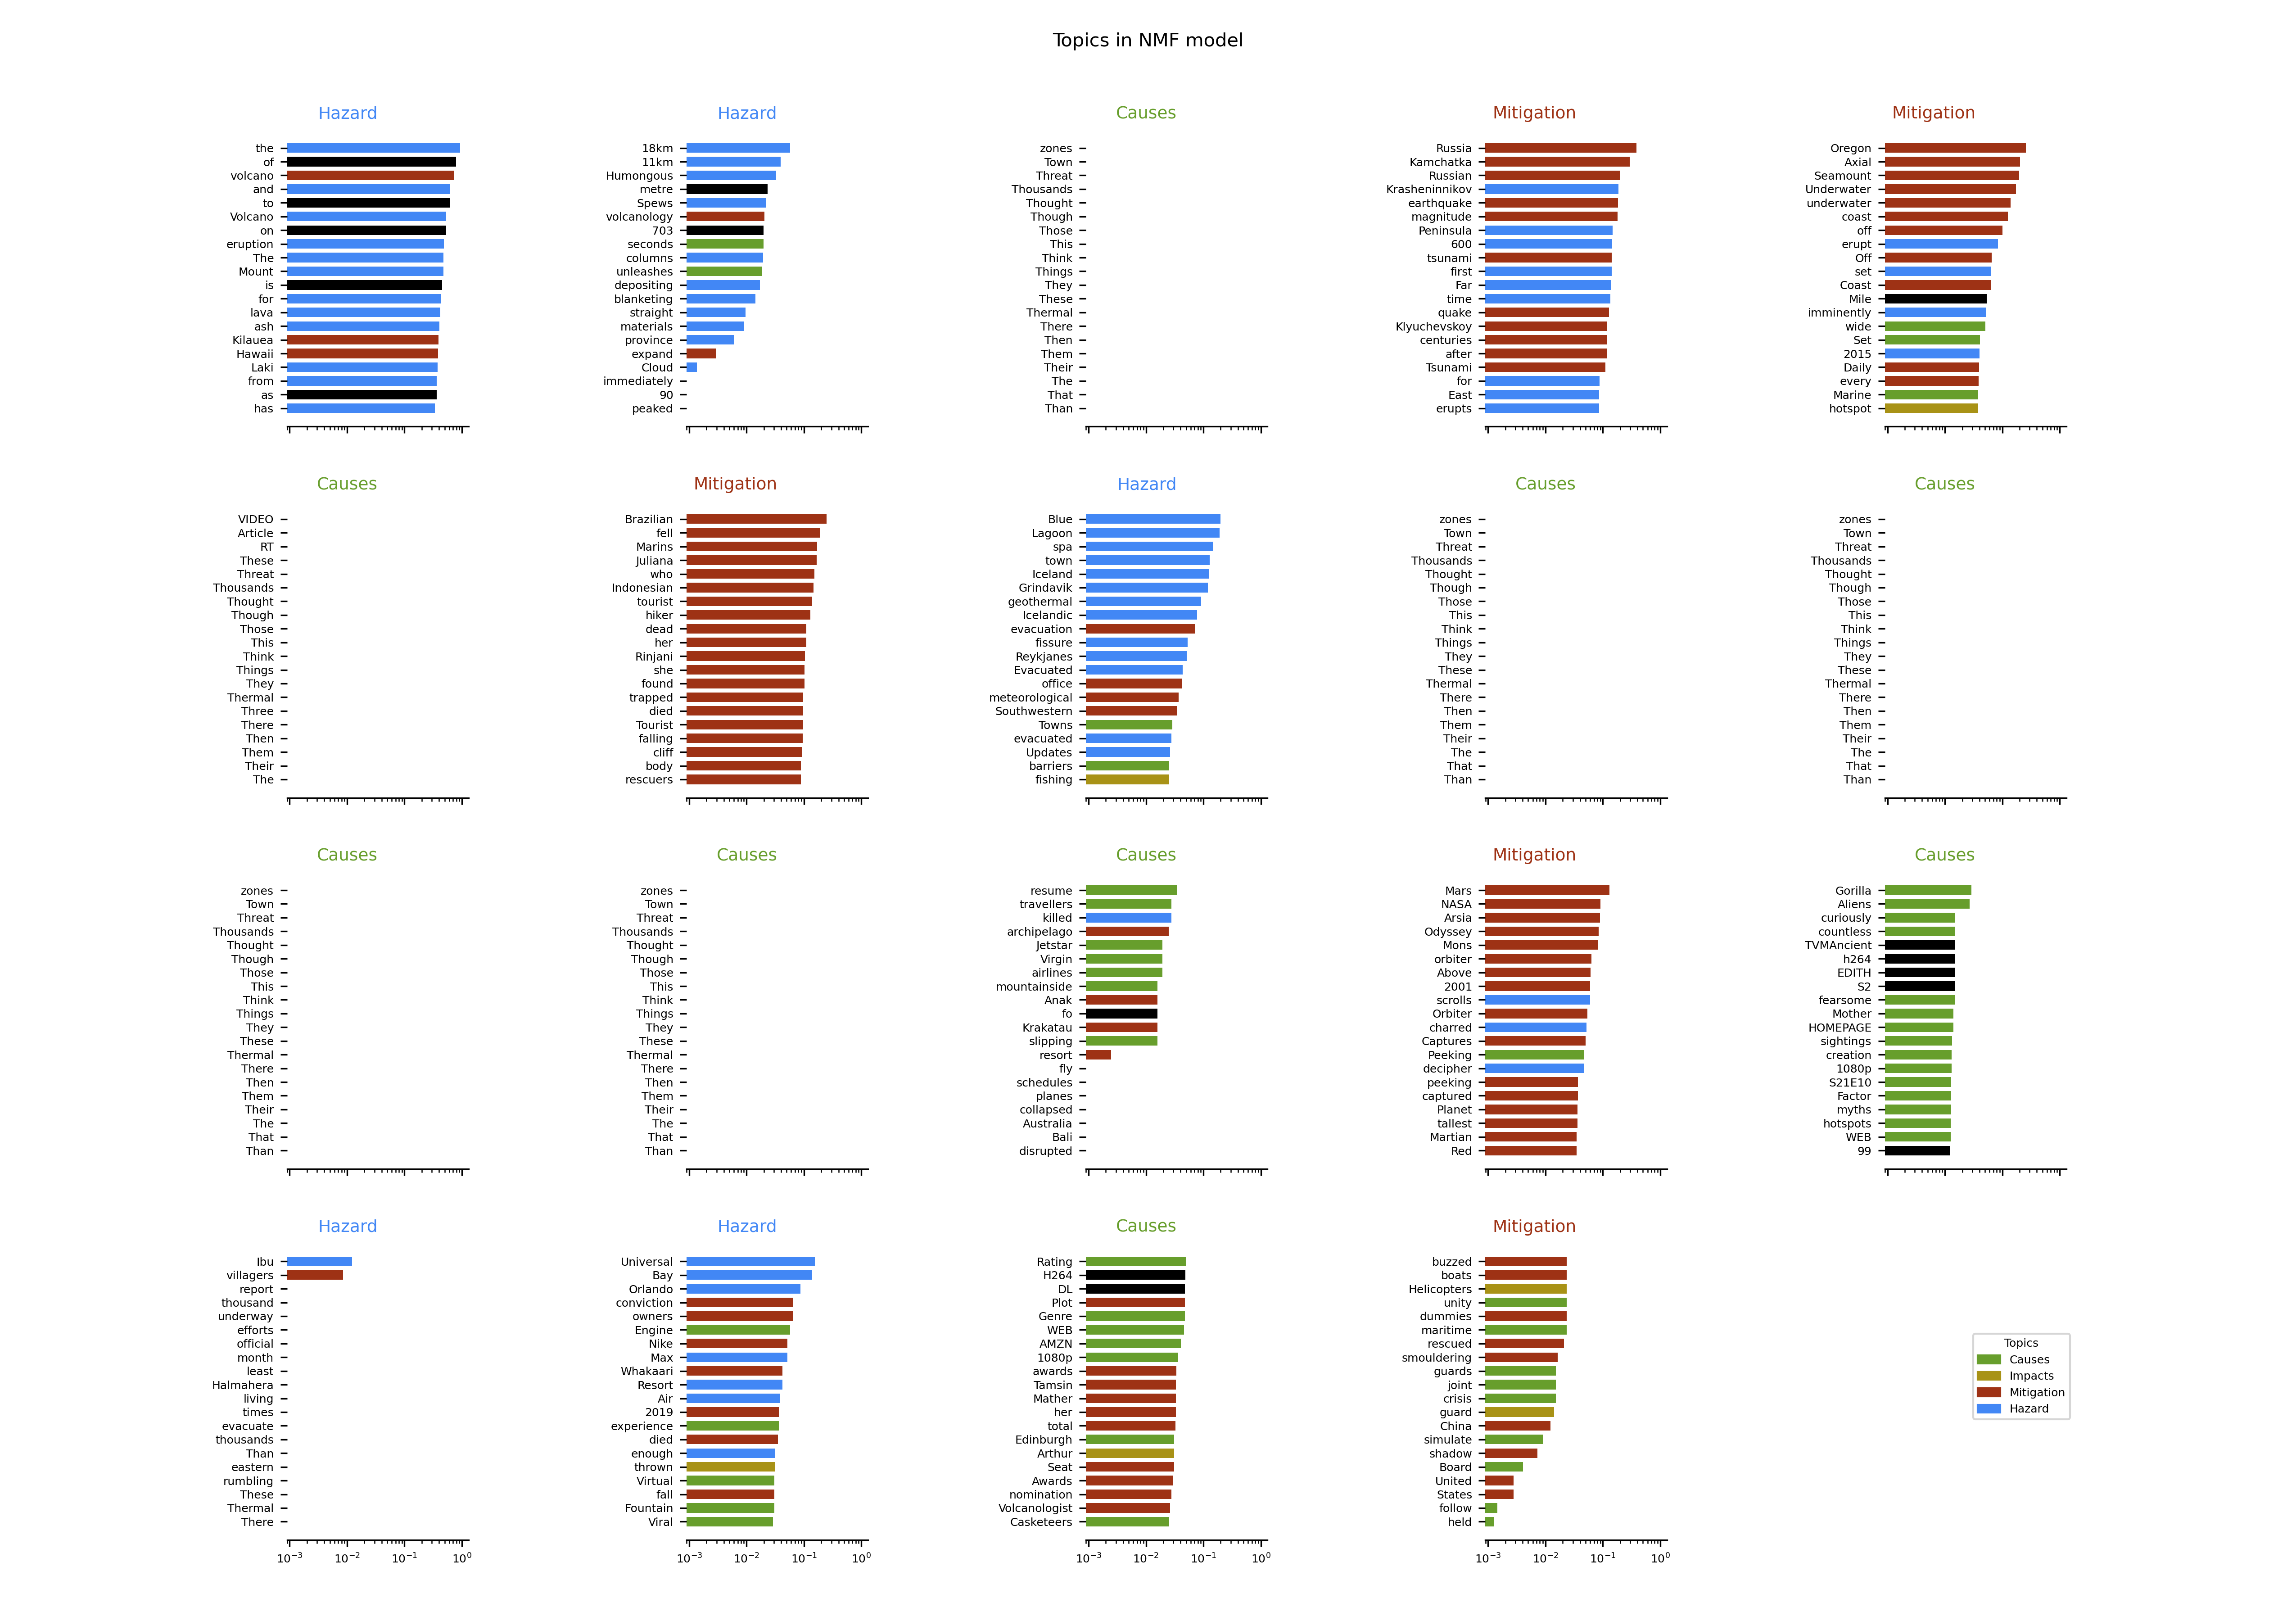 Topics in NMF model
Hazard
the
of
volcano
and
to
Volcano
on
eruption
The
Mount
is
for
lava
ash
Kilauea
Hawaii
Laki
from
as
has
Hazard
18km
11km
Humongous
metre
Spews
volcanology
703
seconds
columns
unleashes
depositing
blanketing
straight
materials
province
expand
Cloud
immediately
90
peaked
Causes
zones
Town
Threat
Thousands
Thought
Though
Those
This
Think
Things
They
These
Thermal
There
Then
Them
Their
The
That
Than
Mitigation
Russia
Kamchatka
Russian
Krasheninnikov
earthquake
magnitude
Peninsula
600
tsunami
first
Far
time
quake
Klyuchevskoy
centuries
after
Tsunami
for
East
erupts
Mitigation
Oregon
Axial
Seamount
Underwater
underwater
coast
off
erupt
Off
set
Coast
Mile
imminently
wide
Set
2015
Daily
every
Marine
hotspot
Causes
VIDEO
Article
RT
These
Threat
Thousands
Thought
Though
Those
This
Think
Things
They
Thermal
Three
There
Then
Them
Their
The
Mitigation
Brazilian
fell
Marins
Juliana
who
Indonesian
tourist
hiker
dead
her
Rinjani
she
found
trapped
died
Tourist
falling
cliff
body
rescuers
Hazard
Blue
Lagoon
spa
town
Iceland
Grindavik
geothermal
Icelandic
evacuation
fissure
Reykjanes
Evacuated
office
meteorological
Southwestern
Towns
evacuated
Updates
barriers
fishing
Causes
zones
Town
Threat
Thousands
Thought
Though
Those
This
Think
Things
They
These
Thermal
There
Then
Them
Their
The
That
Than
Causes
zones
Town
Threat
Thousands
Thought
Though
Those
This
Think
Things
They
These
Thermal
There
Then
Them
Their
The
That
Than
Causes
zones
Town
Threat
Thousands
Thought
Though
Those
This
Think
Things
They
These
Thermal
There
Then
Them
Their
The
That
Than
Causes
zones
Town
Threat
Thousands
Thought
Though
Those
This
Think
Things
They
These
Thermal
There
Then
Them
Their
The
That
Than
Causes
resume
travellers
killed
archipelago
Jetstar
Virgin
airlines
mountainside
Anak
fo
Krakatau
slipping
resort
fly
schedules
planes
collapsed
Australia
Bali
disrupted
Mitigation
Mars
NASA
Arsia
Odyssey
Mons
orbiter
Above
2001
scrolls
Orbiter
charred
Captures
Peeking
decipher
peeking
captured
Planet
tallest
Martian
Red
Causes
Gorilla
Aliens
curiously
countless
TVMAncient
h264
EDITH
S2
fearsome
Mother
HOMEPAGE
sightings
creation
1080p
S21E10
Factor
myths
hotspots
WEB
99
Hazard
Ibu
villagers
report
thousand
underway
efforts
official
month
least
Halmahera
living
times
evacuate
thousands
Than
eastern
rumbling
These
Thermal
There
10⁻³ 10⁻² 10⁻¹ 10⁰
Hazard
Universal
Bay
Orlando
conviction
owners
Engine
Nike
Max
Whakaari
Resort
Air
2019
experience
died
enough
thrown
Virtual
fall
Fountain
Viral
10⁻³ 10⁻² 10⁻¹ 10⁰
Causes
Rating
H264
DL
Plot
Genre
WEB
AMZN
1080p
awards
Tamsin
Mather
her
total
Edinburgh
Arthur
Seat
Awards
nomination
Volcanologist
Casketeers
10⁻³ 10⁻² 10⁻¹ 10⁰
Mitigation
buzzed
boats
Helicopters
unity
dummies
maritime
rescued
smouldering
guards
joint
crisis
guard
China
simulate
shadow
Board
United
States
follow
held
10⁻³ 10⁻² 10⁻¹ 10⁰
Topics
Causes
Impacts
Mitigation
Hazard